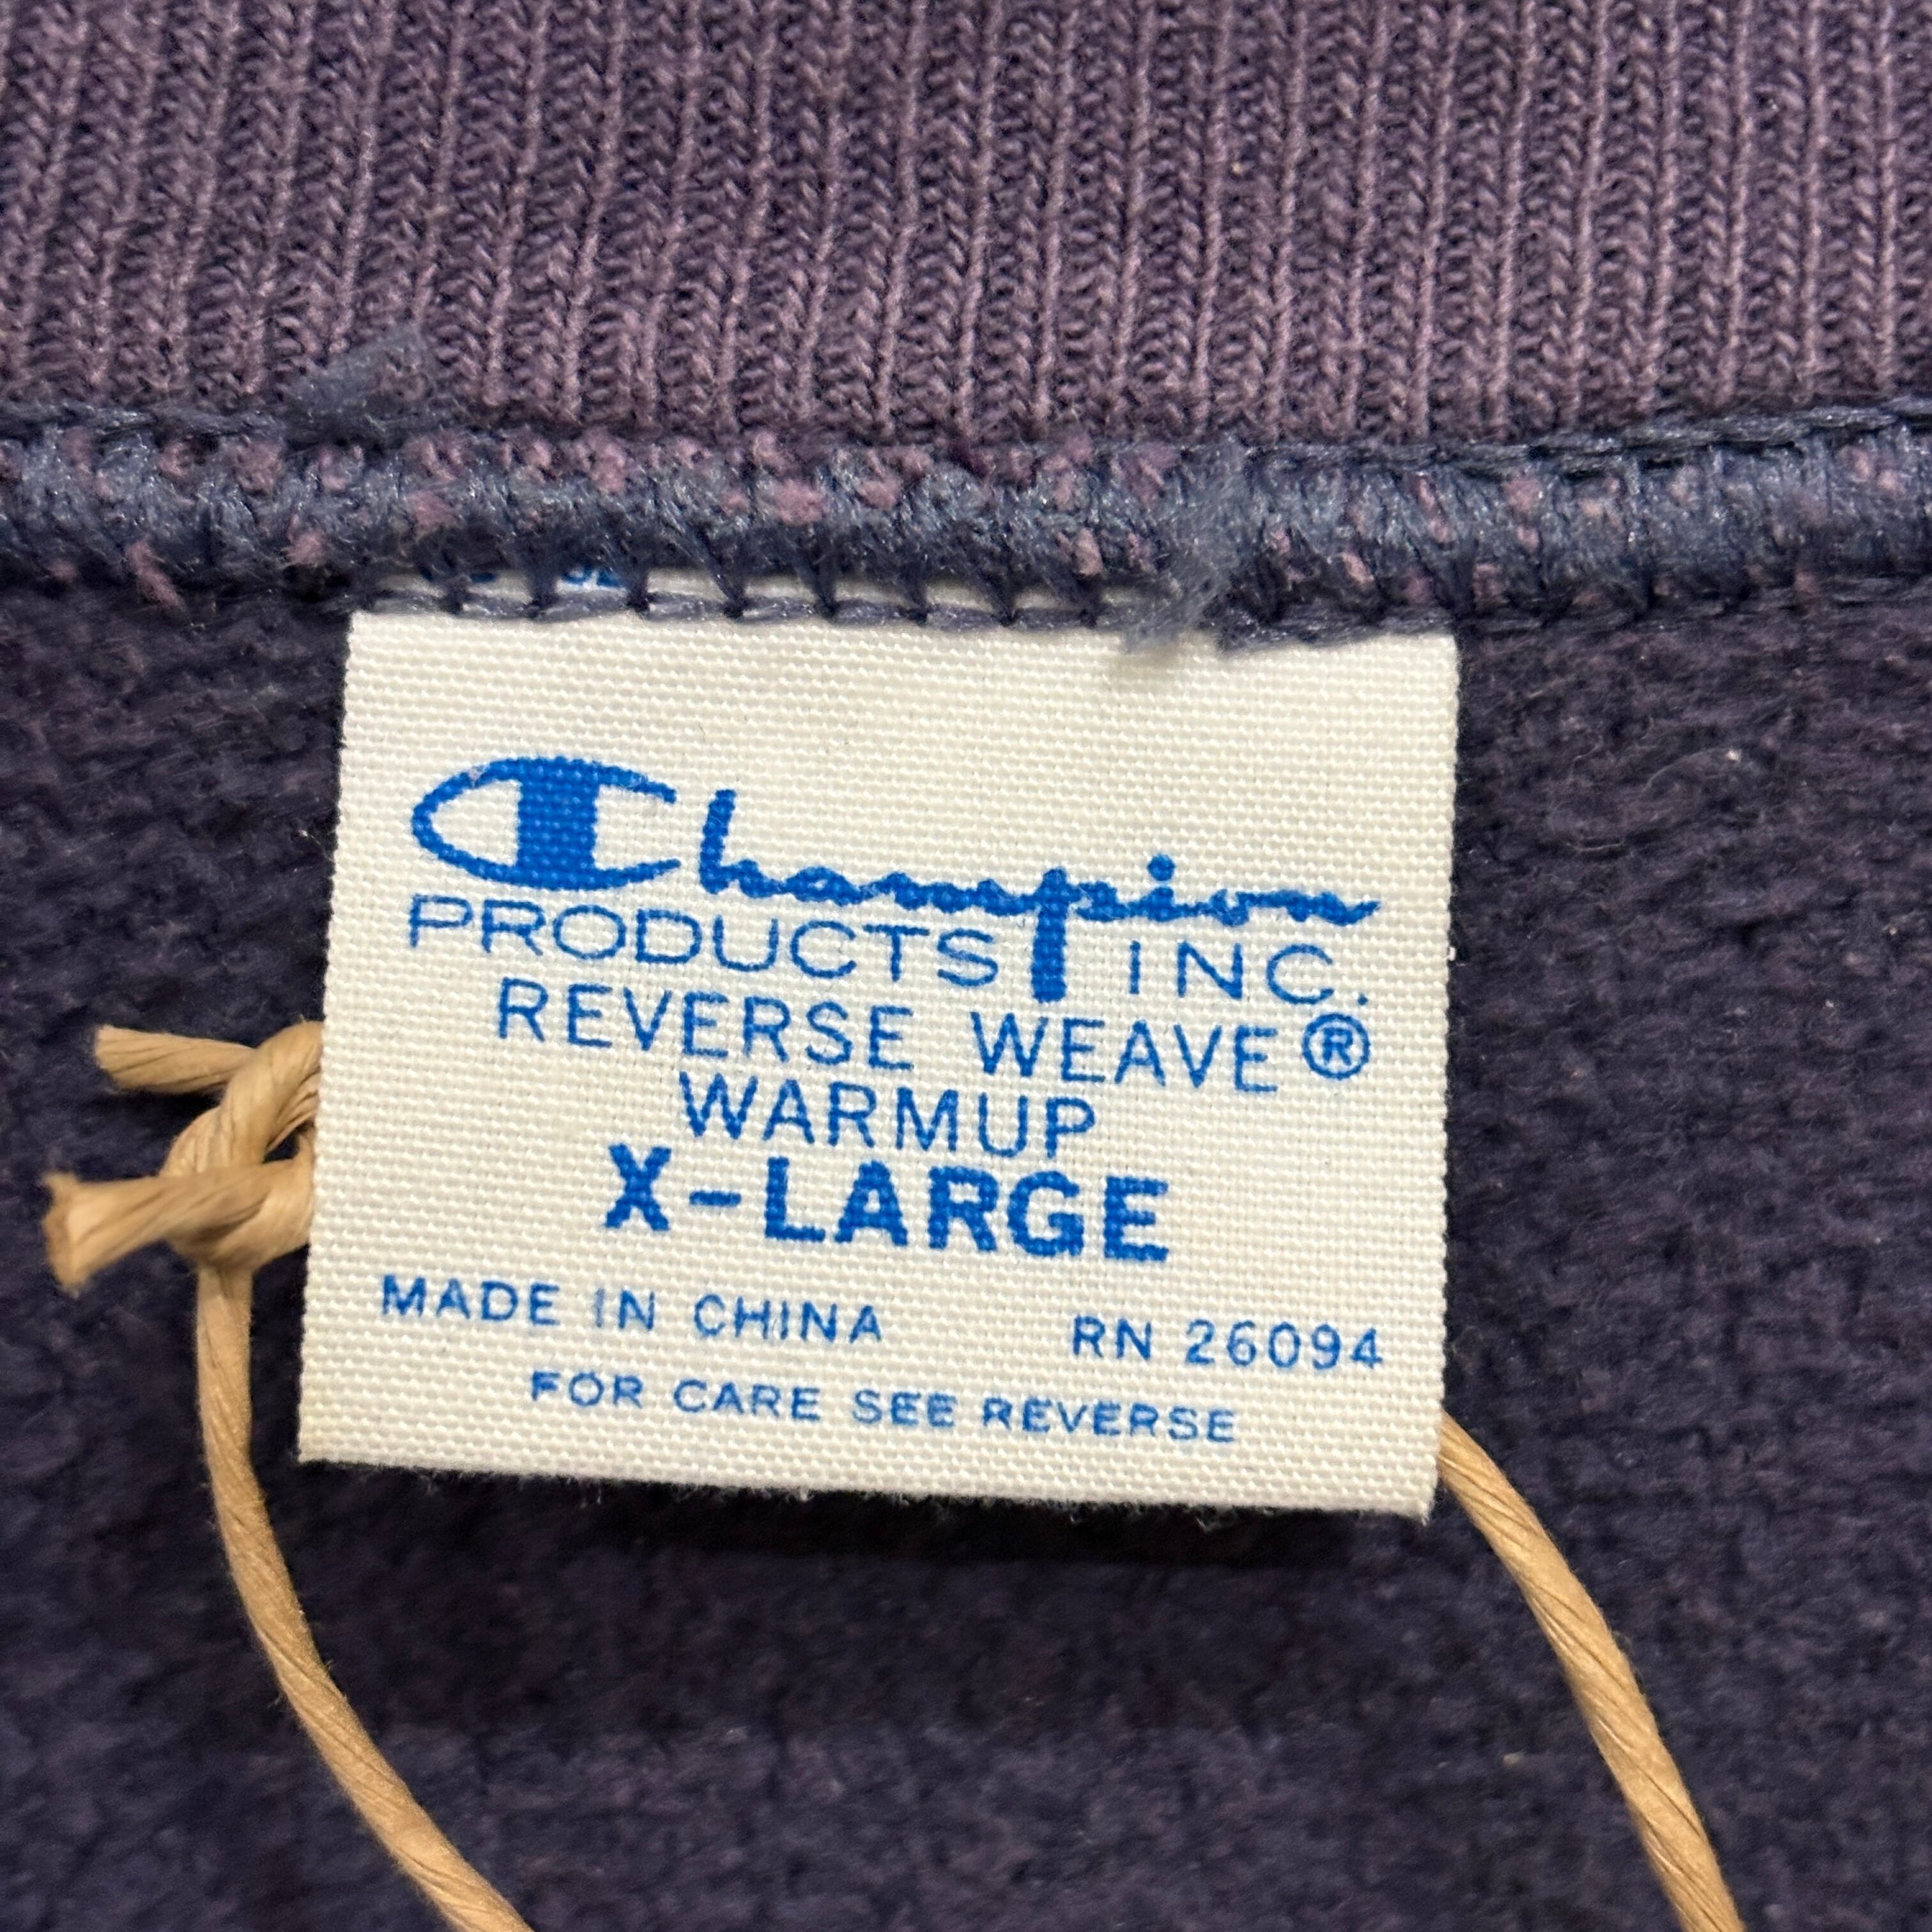 Champion
PRODUCTS INC.
REVERSE WEAVE®
WARMUP
X-LARGE
MADE IN CHINA RN 26094
FOR CARE SEE REVERSE